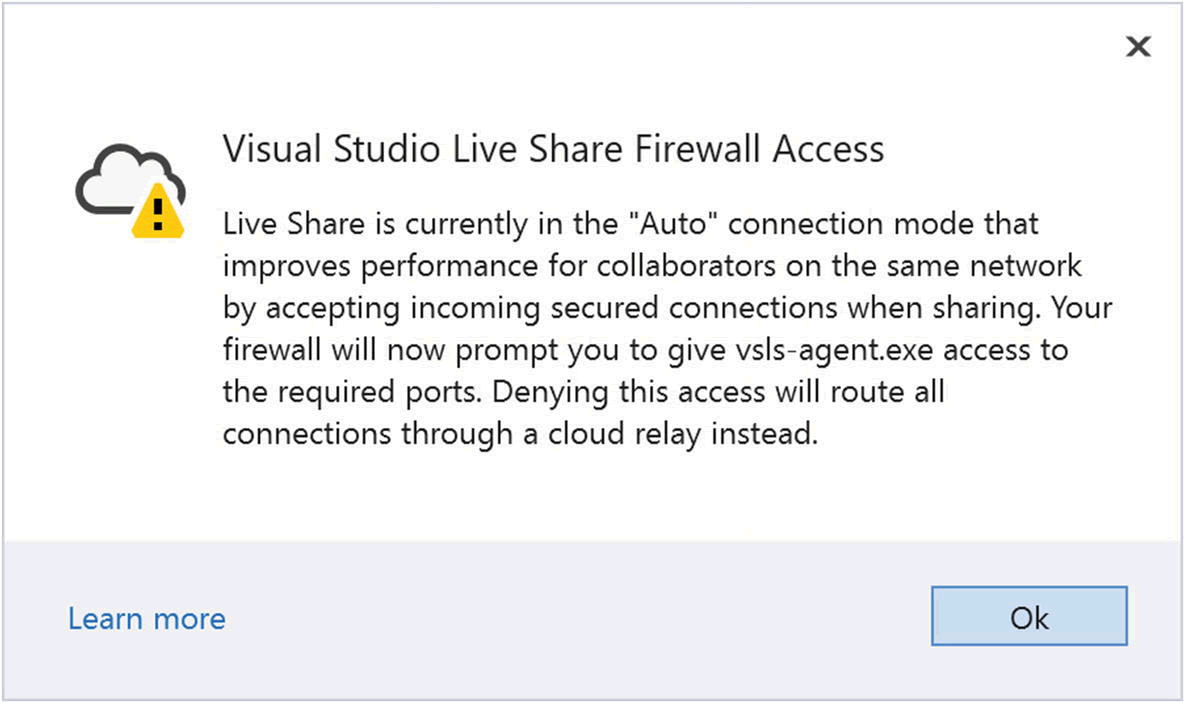 Visual Studio Live Share Firewall Access
Live Share is currently in the "Auto" connection mode that
improves performance for collaborators on the same network
by accepting incoming secured connections when sharing. Your
firewall will now prompt you to give vsls-agent.exe access to
the required ports. Denying this access will route all
connections through a cloud relay instead.
Learn more
Ok